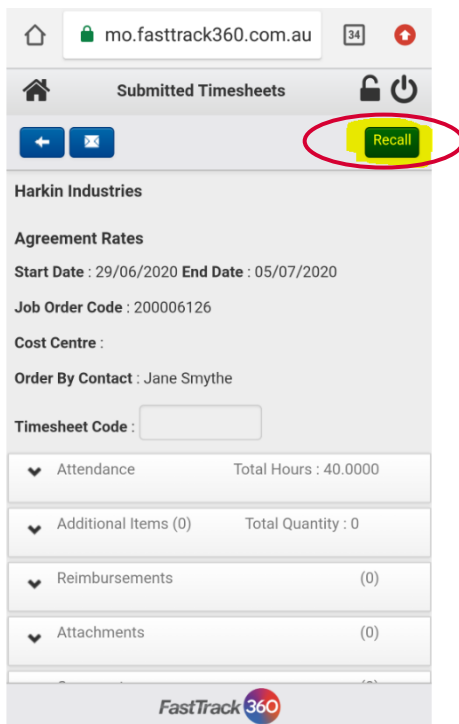 mo.fasttrack360.com.au 34
Submitted Timesheets
Recall
Harkin Industries
Agreement Rates
Start Date : 29/06/2020 End Date : 05/07/2020
Job Order Code : 200006126
Cost Centre :
Order By Contact : Jane Smythe
Timesheet Code :
Attendance Total Hours : 40.0000
Additional Items (0) Total Quantity : 0
Reimbursements (0)
Attachments (0)
FastTrack 360